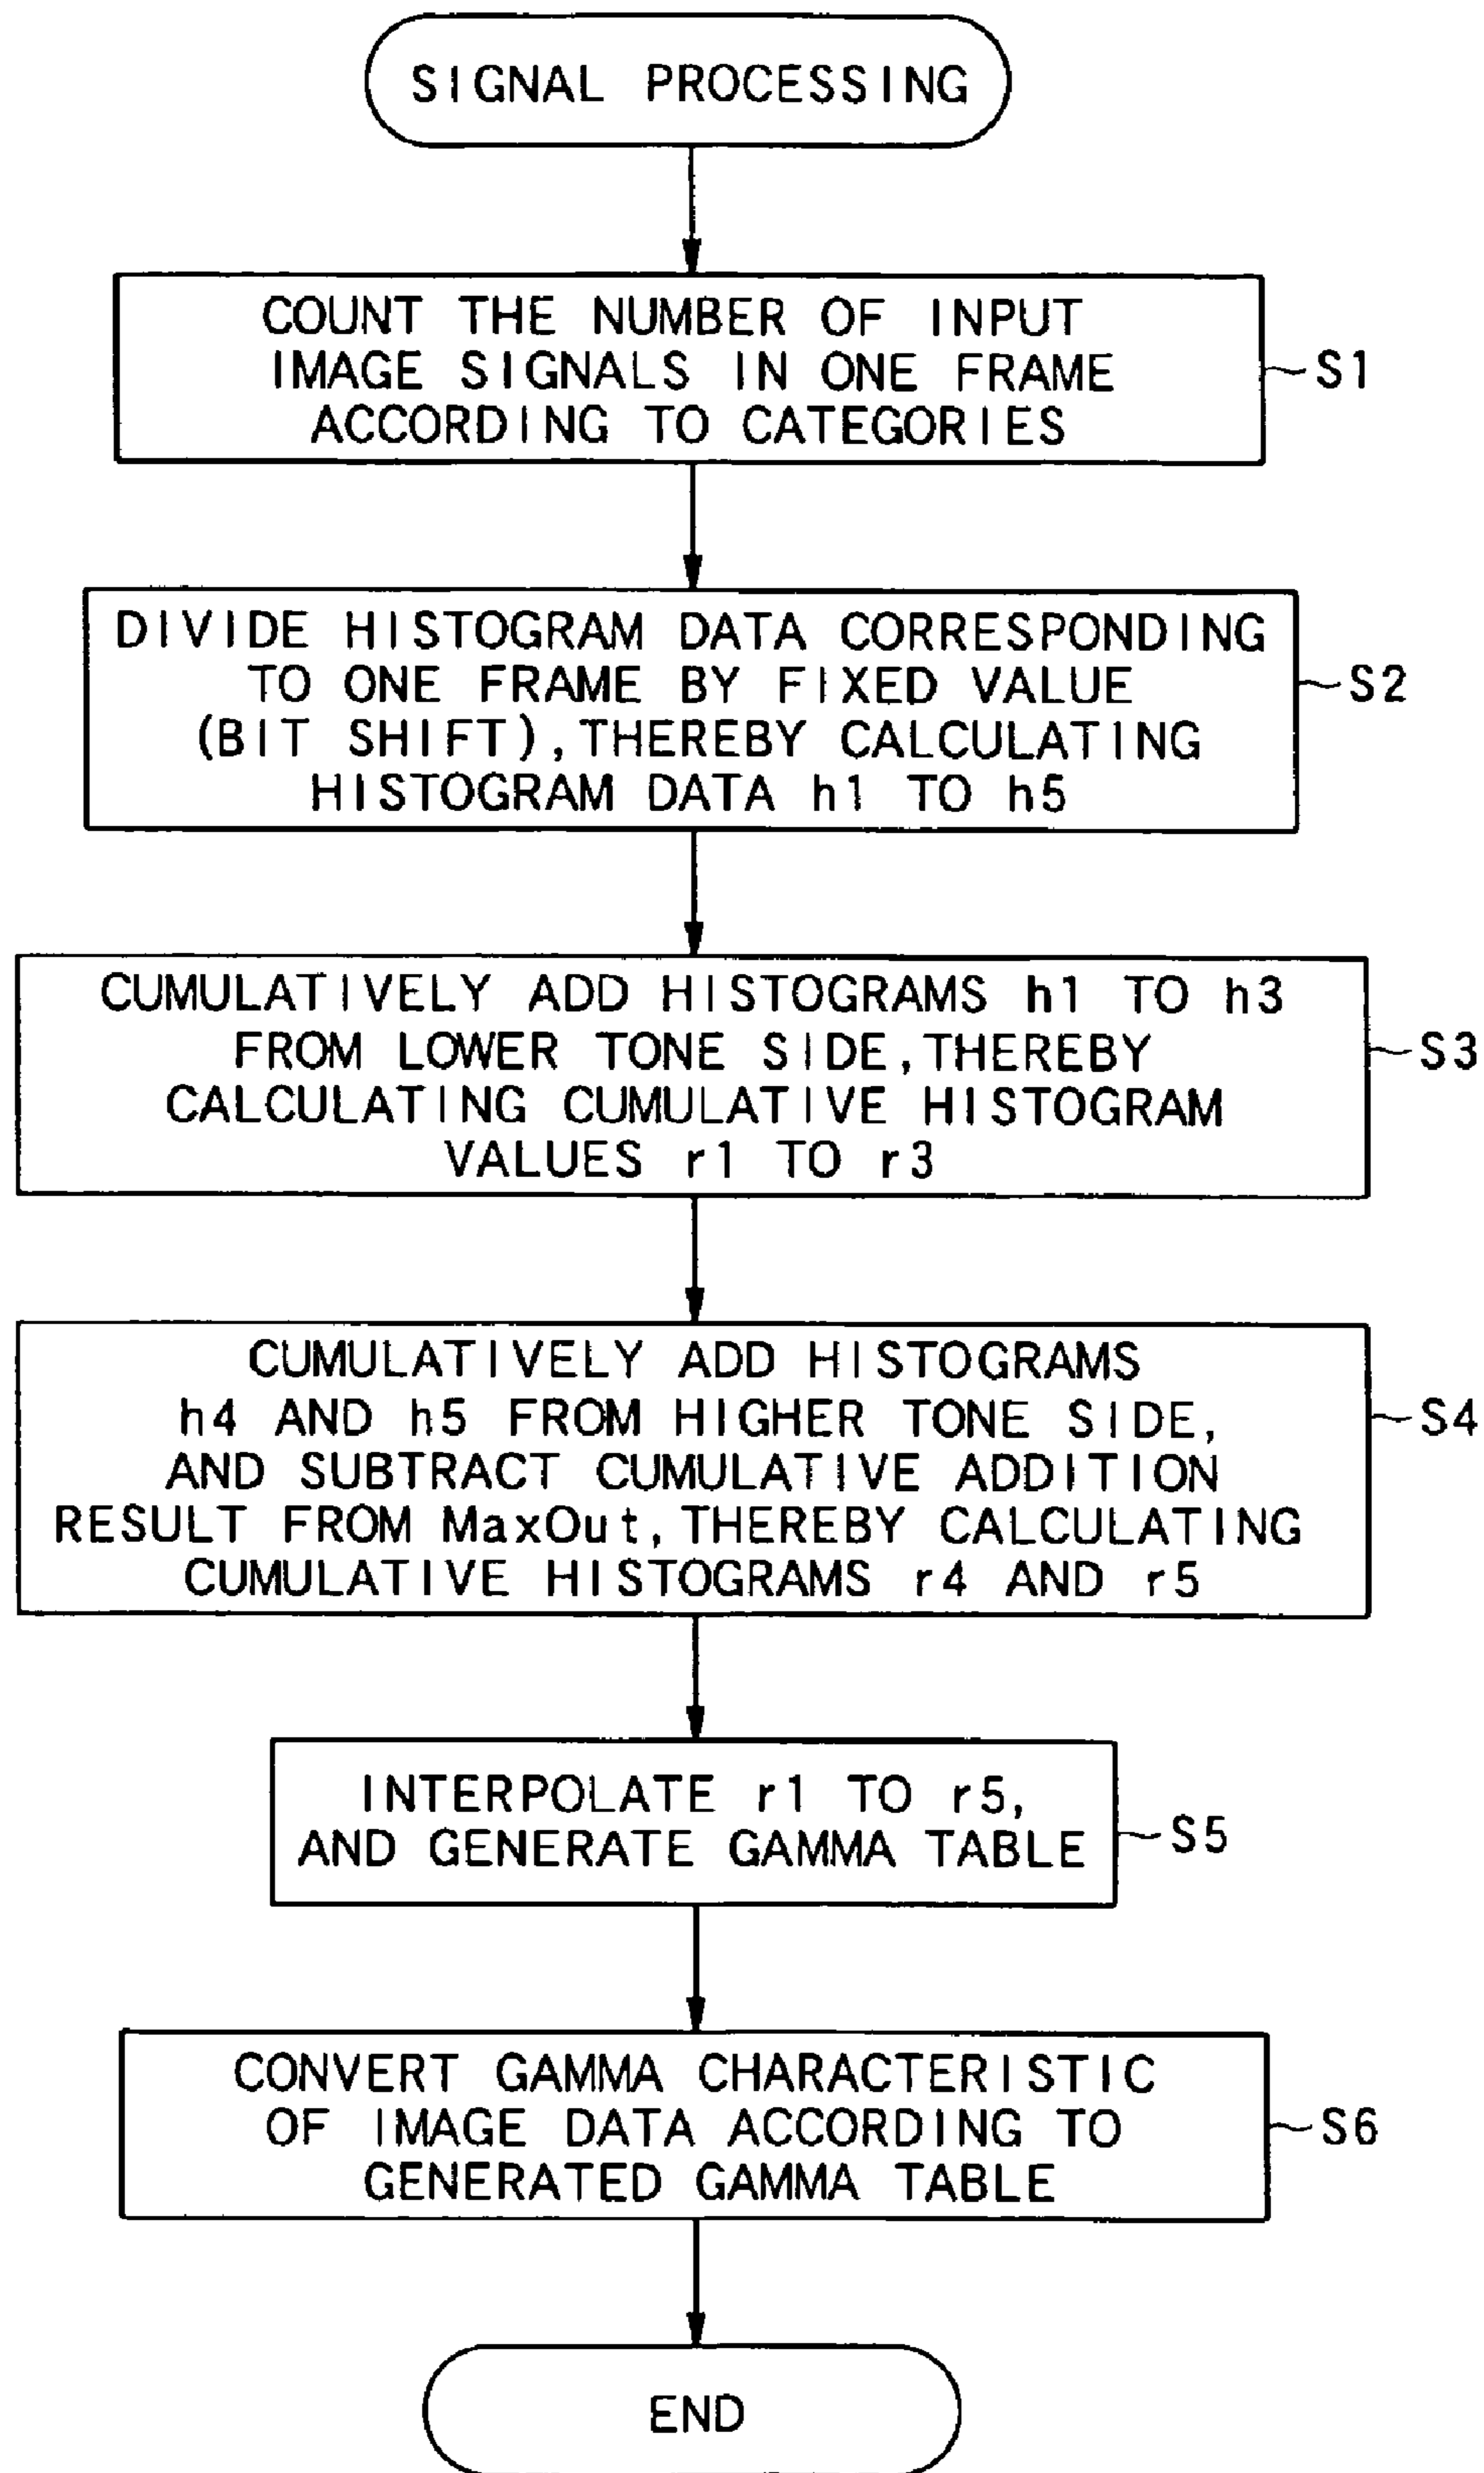 SIGNAL PROCESSING
COUNT THE NUMBER OF INPUT
IMAGE SIGNALS IN ONE FRAME
ACCORDING TO CATEGORIES
S1
DIVIDE HISTOGRAM DATA CORRESPONDING
TO ONE FRAME BY FIXED VALUE
(BIT SHIFT), THEREBY CALCULATING
HISTOGRAM DATA h1 TO h5
S2
CUMULATIVELY ADD HISTOGRAMS h1 TO h3
FROM LOWER TONE SIDE, THEREBY
CALCULATING CUMULATIVE HISTOGRAM
VALUES r1 TO r3
S3
CUMULATIVELY ADD HISTOGRAMS
h4 AND h5 FROM HIGHER TONE SIDE,
AND SUBTRACT CUMULATIVE ADDITION
RESULT FROM MaxOut, THEREBY CALCULATING
CUMULATIVE HISTOGRAMS r4 AND r5
S4
INTERPOLATE r1 TO r5,
AND GENERATE GAMMA TABLE
S5
CONVERT GAMMA CHARACTERISTIC
OF IMAGE DATA ACCORDING TO
GENERATED GAMMA TABLE
S6
END